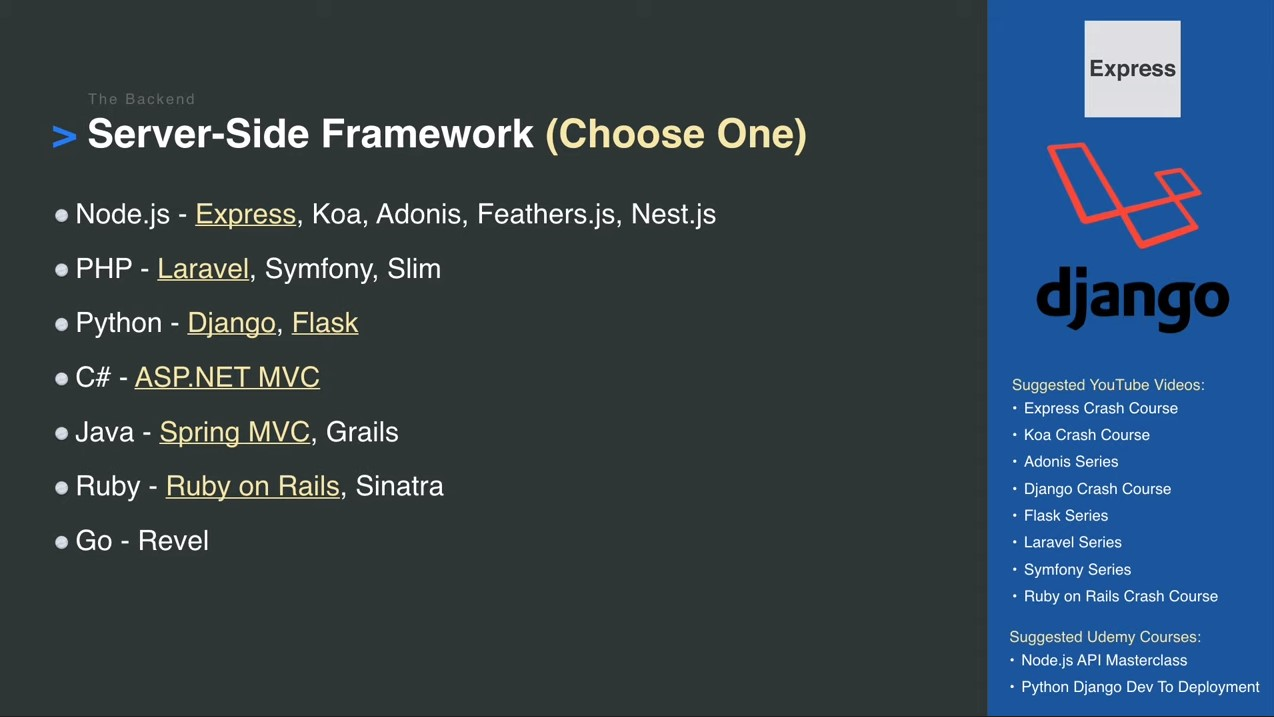 The Backend
> Server-Side Framework (Choose One)
• Node.js - Express, Koa, Adonis, Feathers.js, Nest.js
• PHP - Laravel, Symfony, Slim
• Python - Django, Flask
• C# - ASP.NET MVC
• Java - Spring MVC, Grails
• Ruby - Ruby on Rails, Sinatra
• Go - Revel
Express
django
Suggested YouTube Videos:
• Express Crash Course
• Koa Crash Course
• Adonis Series
• Django Crash Course
• Flask Series
• Laravel Series
• Symfony Series
• Ruby on Rails Crash Course
Suggested Udemy Courses:
• Node.js API Masterclass
• Python Django Dev To Deployment